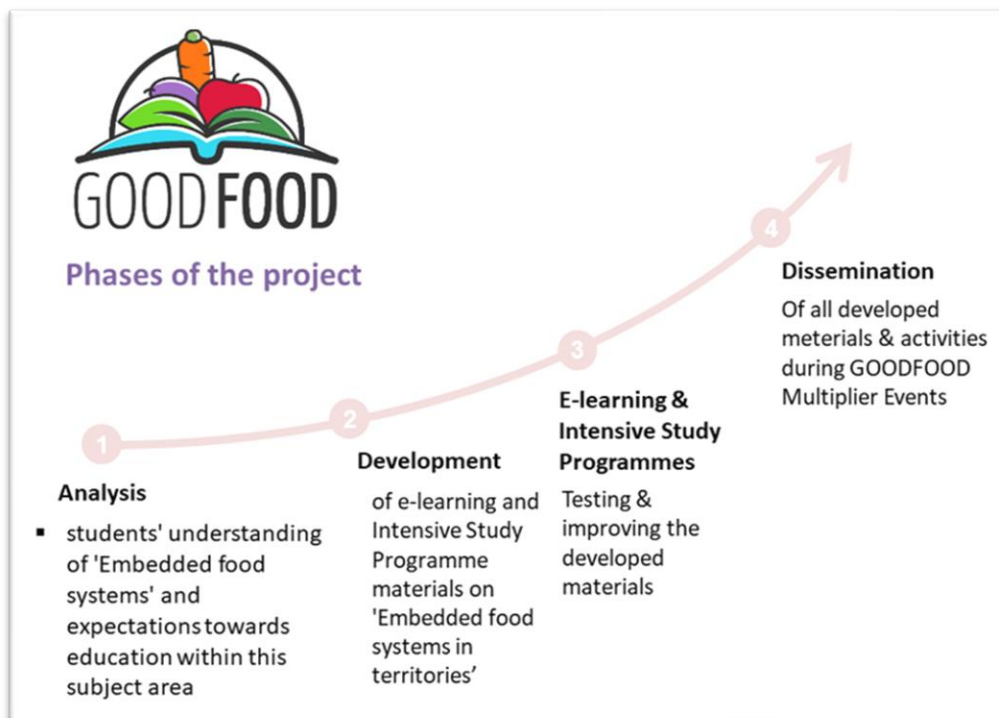 GOOD FOOD
Phases of the project
1
Analysis
▪ students' understanding
of 'Embedded food
systems' and
expectations towards
education within this
subject area
2
Development
of e-learning and
Intensive Study
Programme
materials on
'Embedded food
systems in
territories’
3
E-learning &
Intensive Study
Programmes
Testing &
improving the
developed
materials
4
Dissemination
Of all developed
meterials & activities
during GOODFOOD
Multiplier Events